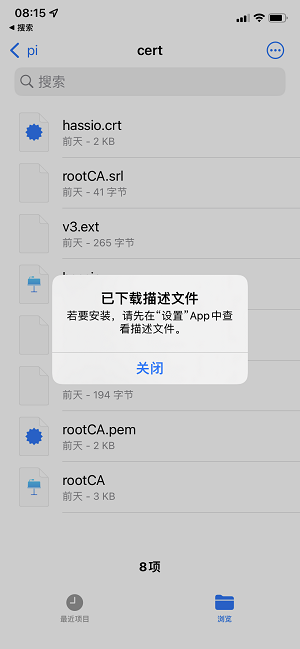 08:15
搜索
pi
cert
搜索
hassio.crt
前天 - 2 KB
rootCA.srl
前天 - 41 字节
v3.ext
前天 - 265 字节
已下载描述文件
若要安装，请先在“设置”App中查
看描述文件。
关闭
前天 - 194 字节
rootCA.pem
前天 - 2 KB
rootCA
前天 - 3 KB
8项
最近项目
浏览